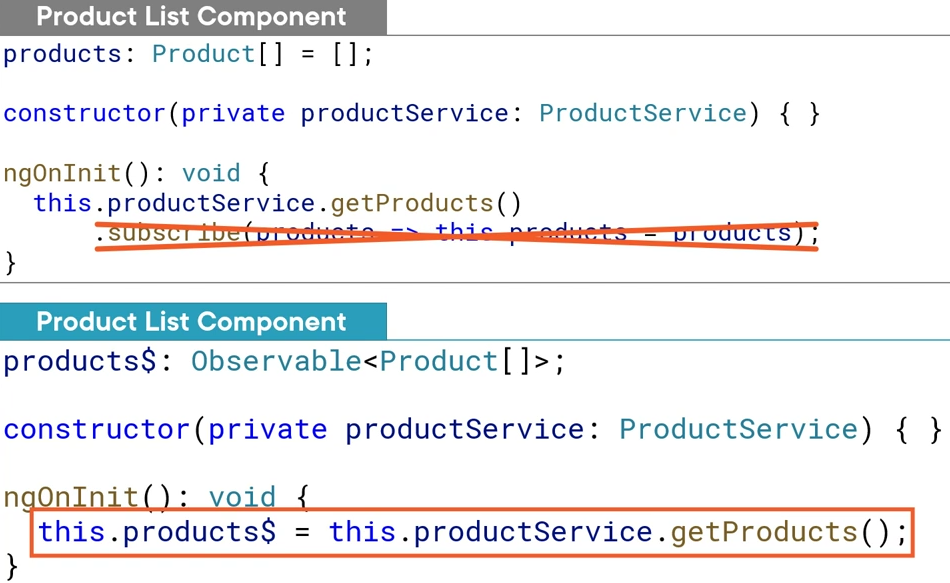 Product List Component
products: Product[] = [];
constructor(private productService: ProductService) { }
ngOnInit(): void {
this.productService.getProducts()
.subscribe(products => this.products = products);
}
Product List Component
products$: Observable<Product[]>;
constructor(private productService: ProductService) { }
ngOnInit(): void {
this.products$ = this.productService.getProducts();
}